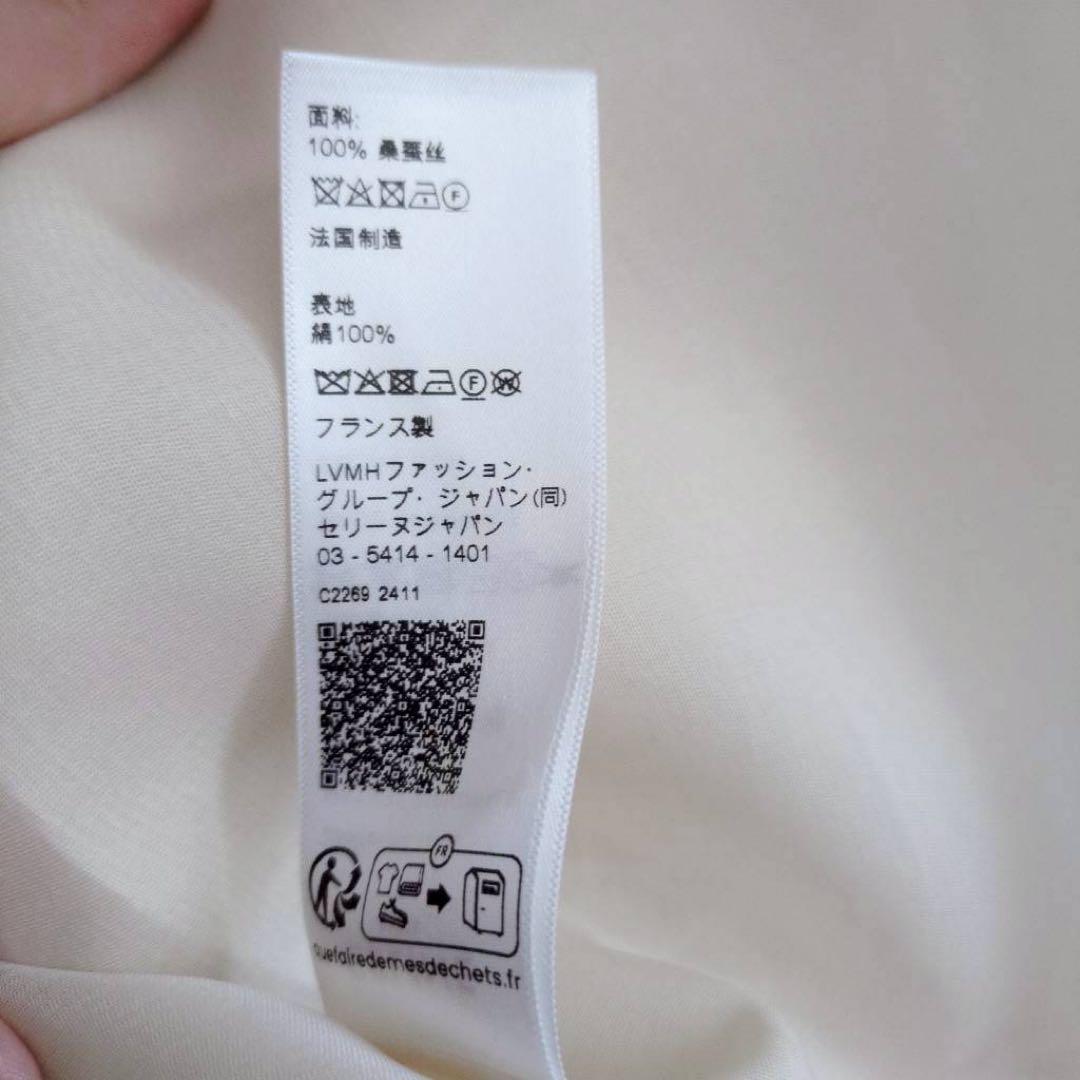 面料:
100% 桑蚕丝
F
法国制造
表地
絹100%
F W
フランス製
LVMHファッション・
グループ・ジャパン(同)
セリーヌジャパン
03 - 5414 - 1401
C2269 2411
FR
quefairedemesdechets.fr